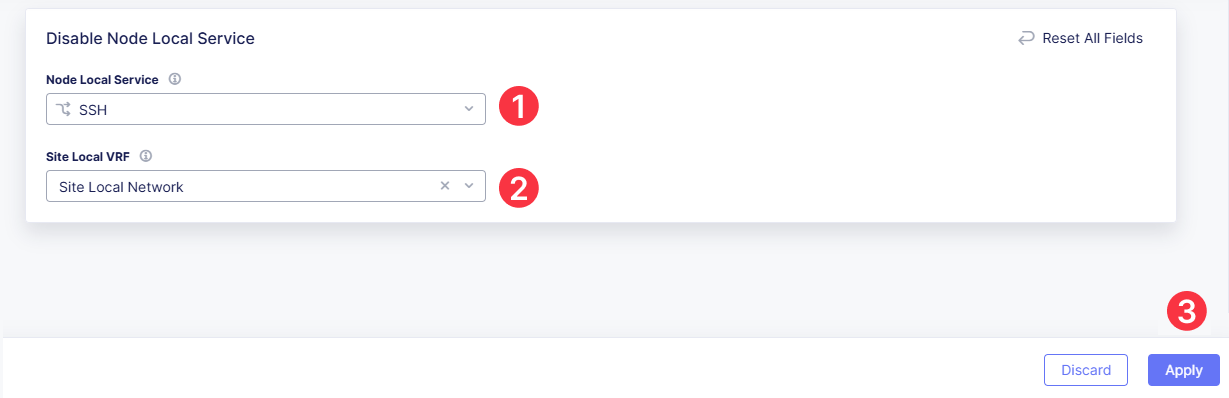 Disable Node Local Service
Reset All Fields
Node Local Service
SSH
1
Site Local VRF
Site Local Network
2
3
Discard
Apply